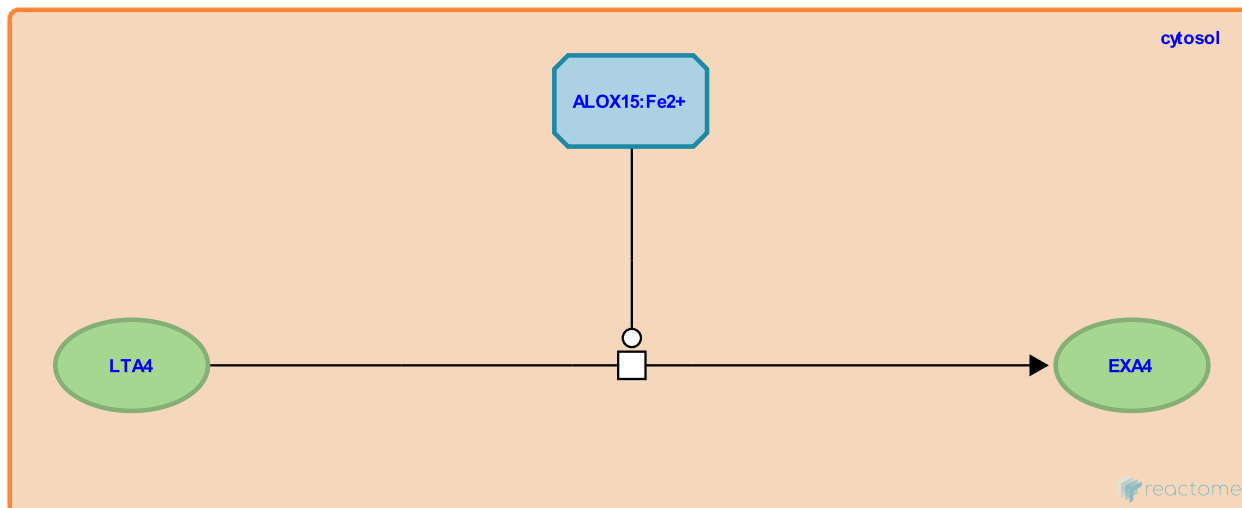 cytosol
ALOX15:Fe2+
LTA4
EXA4
reactome